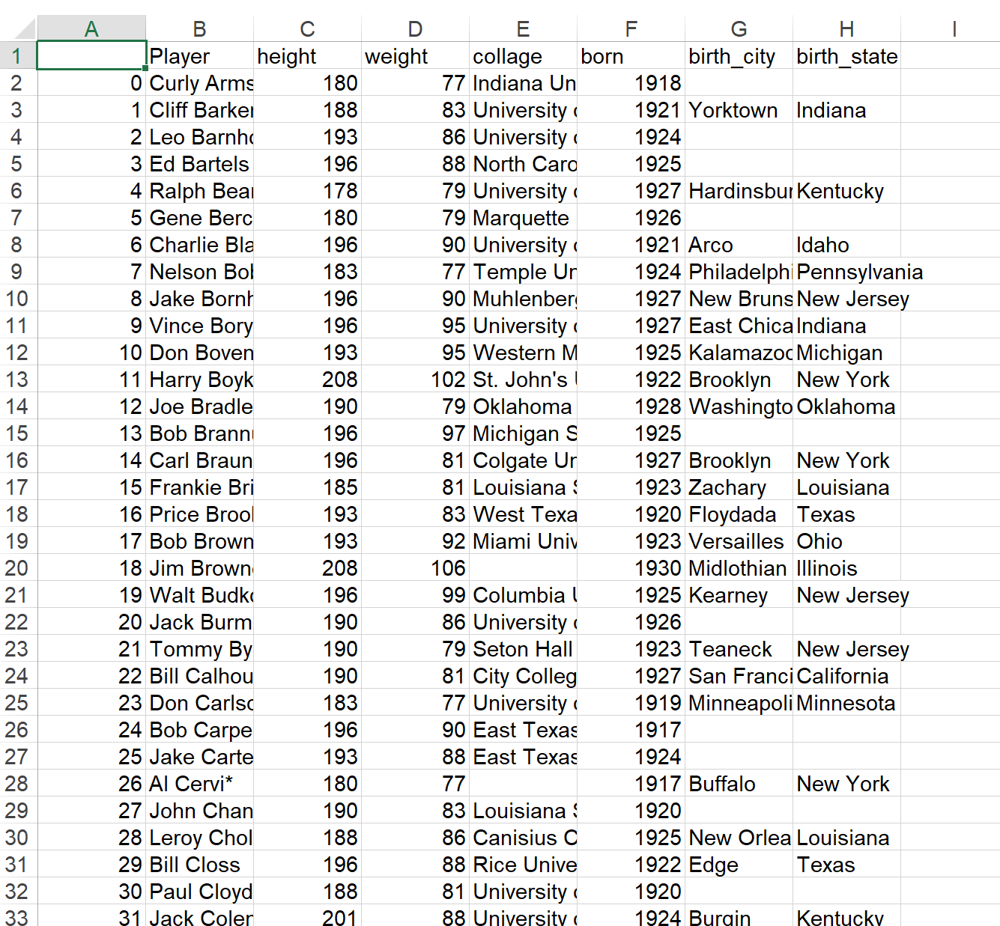 A B C D E F G H I
1 Player height weight collage born birth_city birth_state
2 0 Curly Arms 180 77 Indiana Un 1918
3 1 Cliff Barker 188 83 University 1921 Yorktown Indiana
4 2 Leo Barnho 193 86 University 1924
5 3 Ed Bartels 196 88 North Caro 1925
6 4 Ralph Bear 178 79 University 1927 Hardinsbur Kentucky
7 5 Gene Berc 180 79 Marquette 1926
8 6 Charlie Bla 196 90 University 1921 Arco Idaho
9 7 Nelson Bob 183 77 Temple Un 1924 Philadelphi Pennsylvania
10 8 Jake Bornh 196 90 Muhlenberg 1927 New Bruns New Jersey
11 9 Vince Bory 196 95 University 1927 East Chica Indiana
12 10 Don Boven 193 95 Western M 1925 Kalamazoo Michigan
13 11 Harry Boyk 208 102 St. John's 1922 Brooklyn New York
14 12 Joe Bradle 190 79 Oklahoma 1928 Washingto Oklahoma
15 13 Bob Brann 196 97 Michigan S 1925
16 14 Carl Braun 196 81 Colgate Un 1927 Brooklyn New York
17 15 Frankie Bri 185 81 Louisiana S 1923 Zachary Louisiana
18 16 Price Brool 193 83 West Texa 1920 Floydada Texas
19 17 Bob Brown 193 92 Miami Univ 1923 Versailles Ohio
20 18 Jim Brown 208 106 1930 Midlothian Illinois
21 19 Walt Budko 196 99 Columbia U 1925 Kearney New Jersey
22 20 Jack Burm 190 86 University 1926
23 21 Tommy By 190 79 Seton Hall 1923 Teaneck New Jersey
24 22 Bill Calhou 190 81 City Colleg 1927 San Franci California
25 23 Don Carlso 183 77 University 1919 Minneapoli Minnesota
26 24 Bob Carpe 196 90 East Texas 1917
27 25 Jake Carte 193 88 East Texas 1924
28 26 Al Cervi* 180 77 1917 Buffalo New York
29 27 John Chan 190 83 Louisiana S 1920
30 28 Leroy Chol 188 86 Canisius C 1925 New Orlea Louisiana
31 29 Bill Closs 196 88 Rice Unive 1922 Edge Texas
32 30 Paul Cloyd 188 81 University 1920
33 31 Jack Coler 201 88 University 1924 Burgin Kentucky